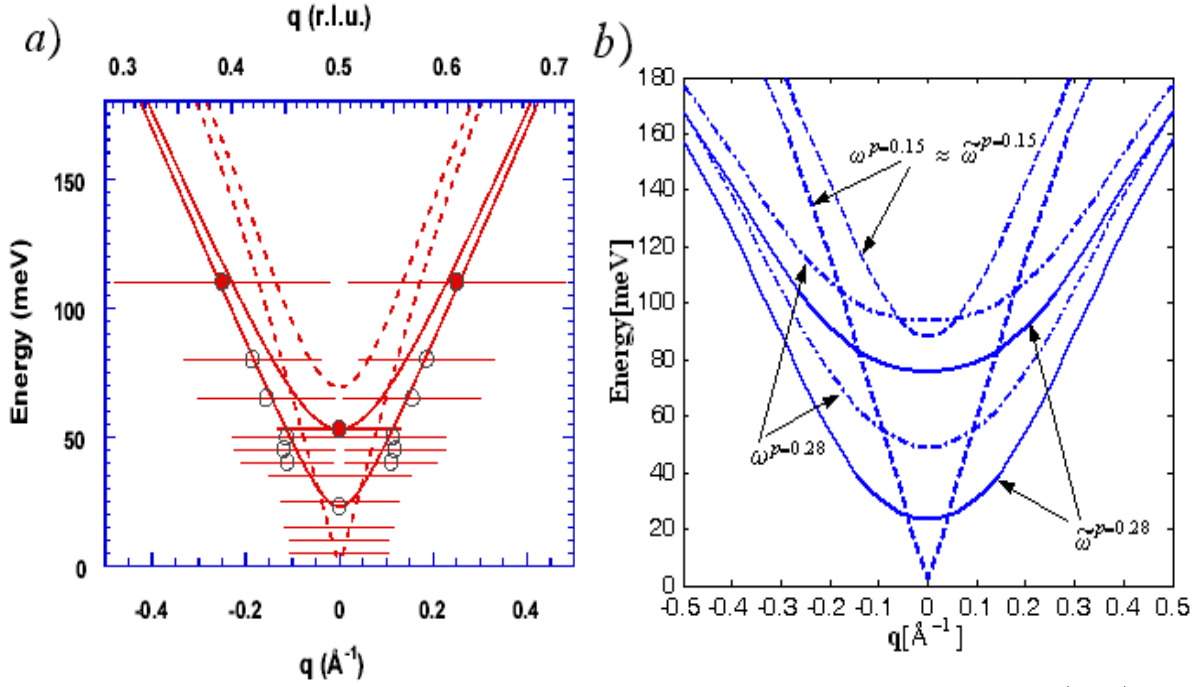 a)
q (r.l.u.)
0.3 0.4 0.5 0.6 0.7
Energy (meV)
150
100
50
0
-0.4 -0.2 0 0.2 0.4
q (Å⁻¹)
b)
Energy[meV]
180
160
140
120
100
80
60
40
20
0
ω^{p=0.15} ≈ ω̃^{p=0.15}
ω^{p=0.28}
ω̃^{p=0.28}
-0.5 -0.4 -0.3 -0.2 -0.1 0 0.1 0.2 0.3 0.4 0.5
q[Å⁻¹]